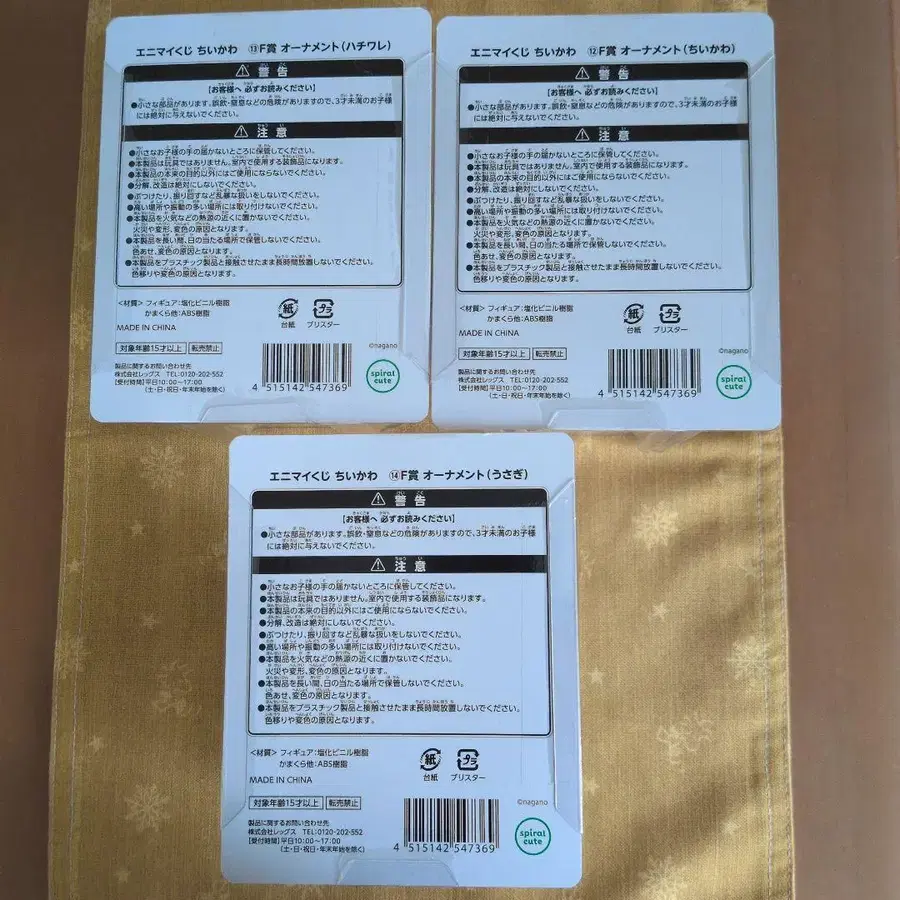 エニマイくじ ちいかわ ⑬F賞 オーナメント(ハチワレ)
⚠ 警告
【お客様へ 必ずお読みください】
●小さな部品があります。誤飲・窒息などの危険がありますので、3才未満のお子様
には絶対に与えないでください。
⚠ 注意
●小さなお子様の手の届かないところに保管してください。
●本製品は玩具ではありません。室内で使用する装飾品になります。
●本製品の本来の目的以外にはご使用にならないでください。
●分解、改造は絶対にしないでください。
●ぶつけたり、振り回すなど乱暴な扱いをしないでください。
●高い場所や振動の多い場所には取り付けないでください。
●本製品を火気などの熱源の近くに置かないでください。
火災や変形、変色の原因となります。
●本製品を長い間、日の当たる場所で保管しないでください。
色あせ、変色の原因となります。
●本製品をプラスチック製品と接触させたまま長時間放置しないでください。
色移りや変色の原因となります。
<材質> フィギュア:塩化ビニル樹脂
かまくら他:ABS樹脂
MADE IN CHINA
紙
台紙
プラ
ブリスター
対象年齢15才以上 転売禁止
©nagano
製品に関するお問い合わせ先
株式会社レッグス TEL:0120-202-552
【受付時間】平日10:00~17:00
(土・日・祝日・年末年始を除く)
4 515142 547369
spiral
cute
エニマイくじ ちいかわ ⑫F賞 オーナメント(ちいかわ)
⚠ 警告
【お客様へ 必ずお読みください】
●小さな部品があります。誤飲・窒息などの危険がありますので、3才未満のお子様
には絶対に与えないでください。
⚠ 注意
●小さなお子様の手の届かないところに保管してください。
●本製品は玩具ではありません。室内で使用する装飾品になります。
●本製品の本来の目的以外にはご使用にならないでください。
●分解、改造は絶対にしないでください。
●ぶつけたり、振り回すなど乱暴な扱いをしないでください。
●高い場所や振動の多い場所には取り付けないでください。
●本製品を火気などの熱源の近くに置かないでください。
火災や変形、変色の原因となります。
●本製品を長い間、日の当たる場所で保管しないでください。
色あせ、変色の原因となります。
●本製品をプラスチック製品と接触させたまま長時間放置しないでください。
色移りや変色の原因となります。
<材質> フィギュア:塩化ビニル樹脂
かまくら他:ABS樹脂
MADE IN CHINA
紙
台紙
プラ
ブリスター
対象年齢15才以上 転売禁止
©nagano
製品に関するお問い合わせ先
株式会社レッグス TEL:0120-202-552
【受付時間】平日10:00~17:00
(土・日・祝日・年末年始を除く)
4 515142 547369
spiral
cute
エニマイくじ ちいかわ ⑭F賞 オーナメント(うさぎ)
⚠ 警告
【お客様へ 必ずお読みください】
●小さな部品があります。誤飲・窒息などの危険がありますので、3才未満のお子様
には絶対に与えないでください。
⚠ 注意
●小さなお子様の手の届かないところに保管してください。
●本製品は玩具ではありません。室内で使用する装飾品になります。
●本製品の本来の目的以外にはご使用にならないでください。
●分解、改造は絶対にしないでください。
●ぶつけたり、振り回すなど乱暴な扱いをしないでください。
●高い場所や振動の多い場所には取り付けないでください。
●本製品を火気などの熱源の近くに置かないでください。
火災や変形、変色の原因となります。
●本製品を長い間、日の当たる場所で保管しないでください。
色あせ、変色の原因となります。
●本製品をプラスチック製品と接触させたまま長時間放置しないでください。
色移りや変色の原因となります。
<材質> フィギュア:塩化ビニル樹脂
かまくら他:ABS樹脂
MADE IN CHINA
紙
台紙
プラ
ブリスター
対象年齢15才以上 転売禁止
©nagano
製品に関するお問い合わせ先
株式会社レッグス TEL:0120-202-552
【受付時間】平日10:00~17:00
(土・日・祝日・年末年始を除く)
4 515142 547369
spiral
cute